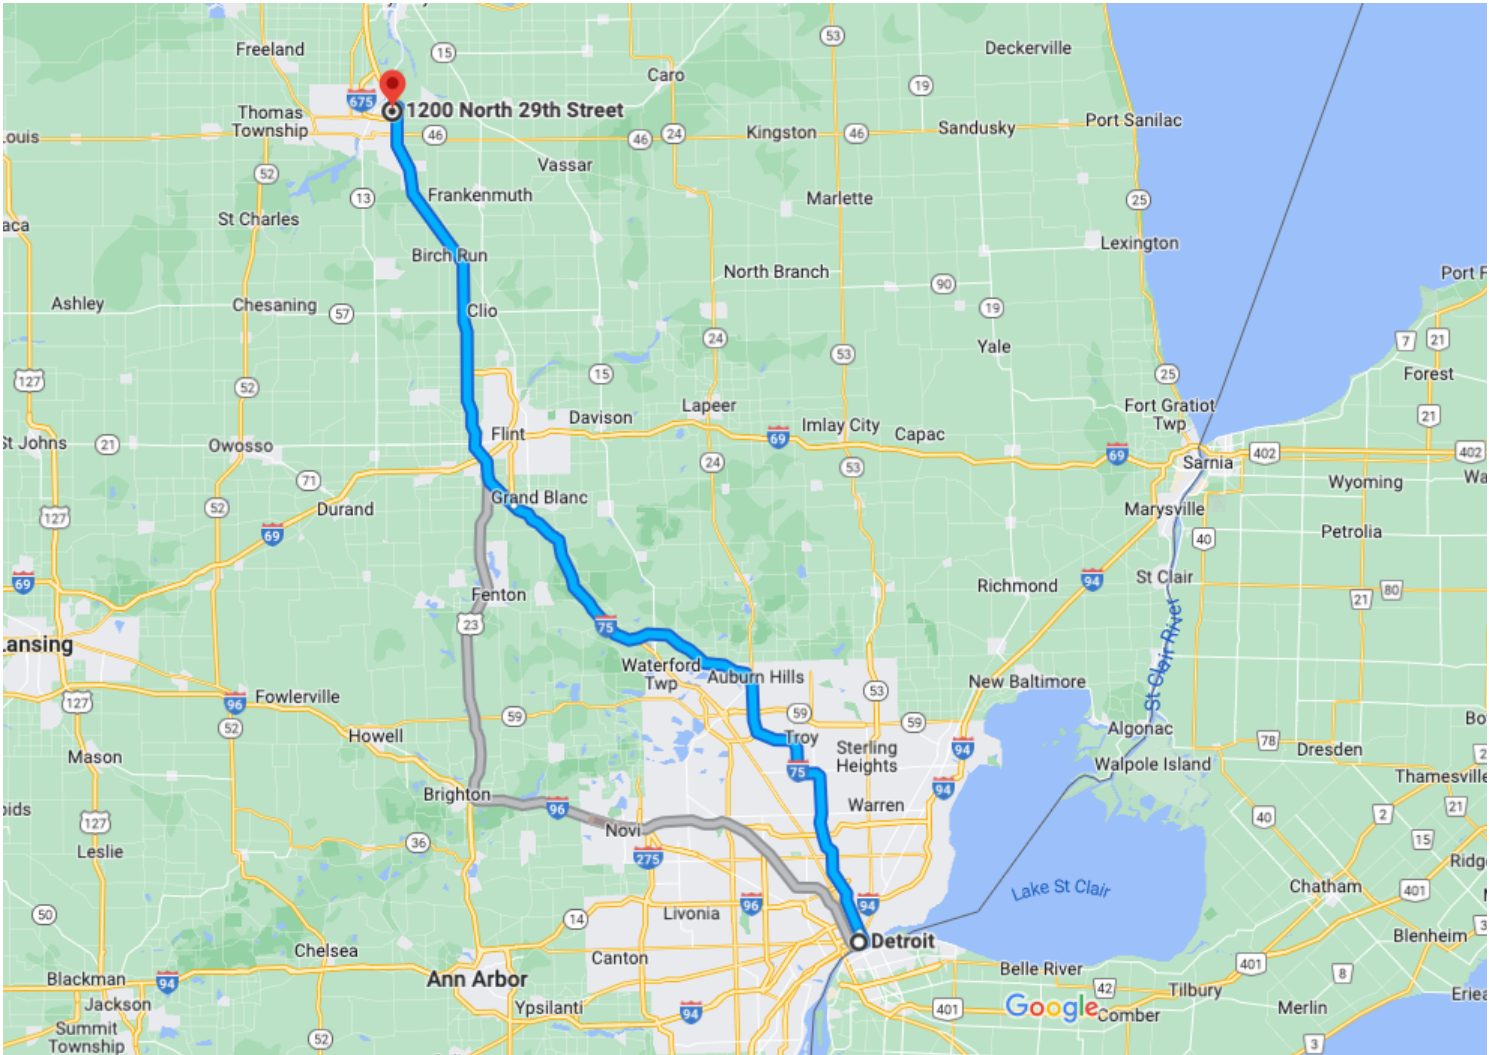 Freeland
15
53
Deckerville
Caro
19
675
1200 North 29th Street
Thomas
Township
46
46
24
Kingston
46
Sandusky
Port Sanilac
Louis
Vassar
52
13
Frankenmuth
Marlette
25
St Charles
aca
Birch Run
Lexington
North Branch
Port F
90
Ashley
Chesaning
57
Clio
19
24
Yale
7
21
53
127
15
25
Forest
52
Lapeer
Fort Gratiot
Twp
Davison
21
St Johns
21
Owosso
Flint
69
Imlay City
Capac
69
402
402
24
53
Sarnia
71
Wyoming
Wa
Grand Blanc
52
Durand
Marysville
127
69
Petrolia
40
69
Richmond
94
St Clair
80
21
Fenton
23
75
St Clair River
Lansing
Waterford
Twp
Auburn Hills
New Baltimore
53
127
96
Fowlerville
59
59
59
Bo
52
Howell
Troy
Sterling
Heights
94
Algonac
78
Dresden
2
Mason
75
Walpole Island
Thamesville
94
Brighton
96
Warren
21
oids
127
Novi
40
2
15
36
275
Leslie
Ridg
Lake St Clair
Chatham
401
50
14
Livonia
96
94
3
Chelsea
Detroit
Blenheim
Canton
Blackman
94
Ann Arbor
Belle River
401
8
Jackson
Ypsilanti
94
401
Google
42
Comber
Tilbury
Merlin
Eriea
Summit
Township
52
3